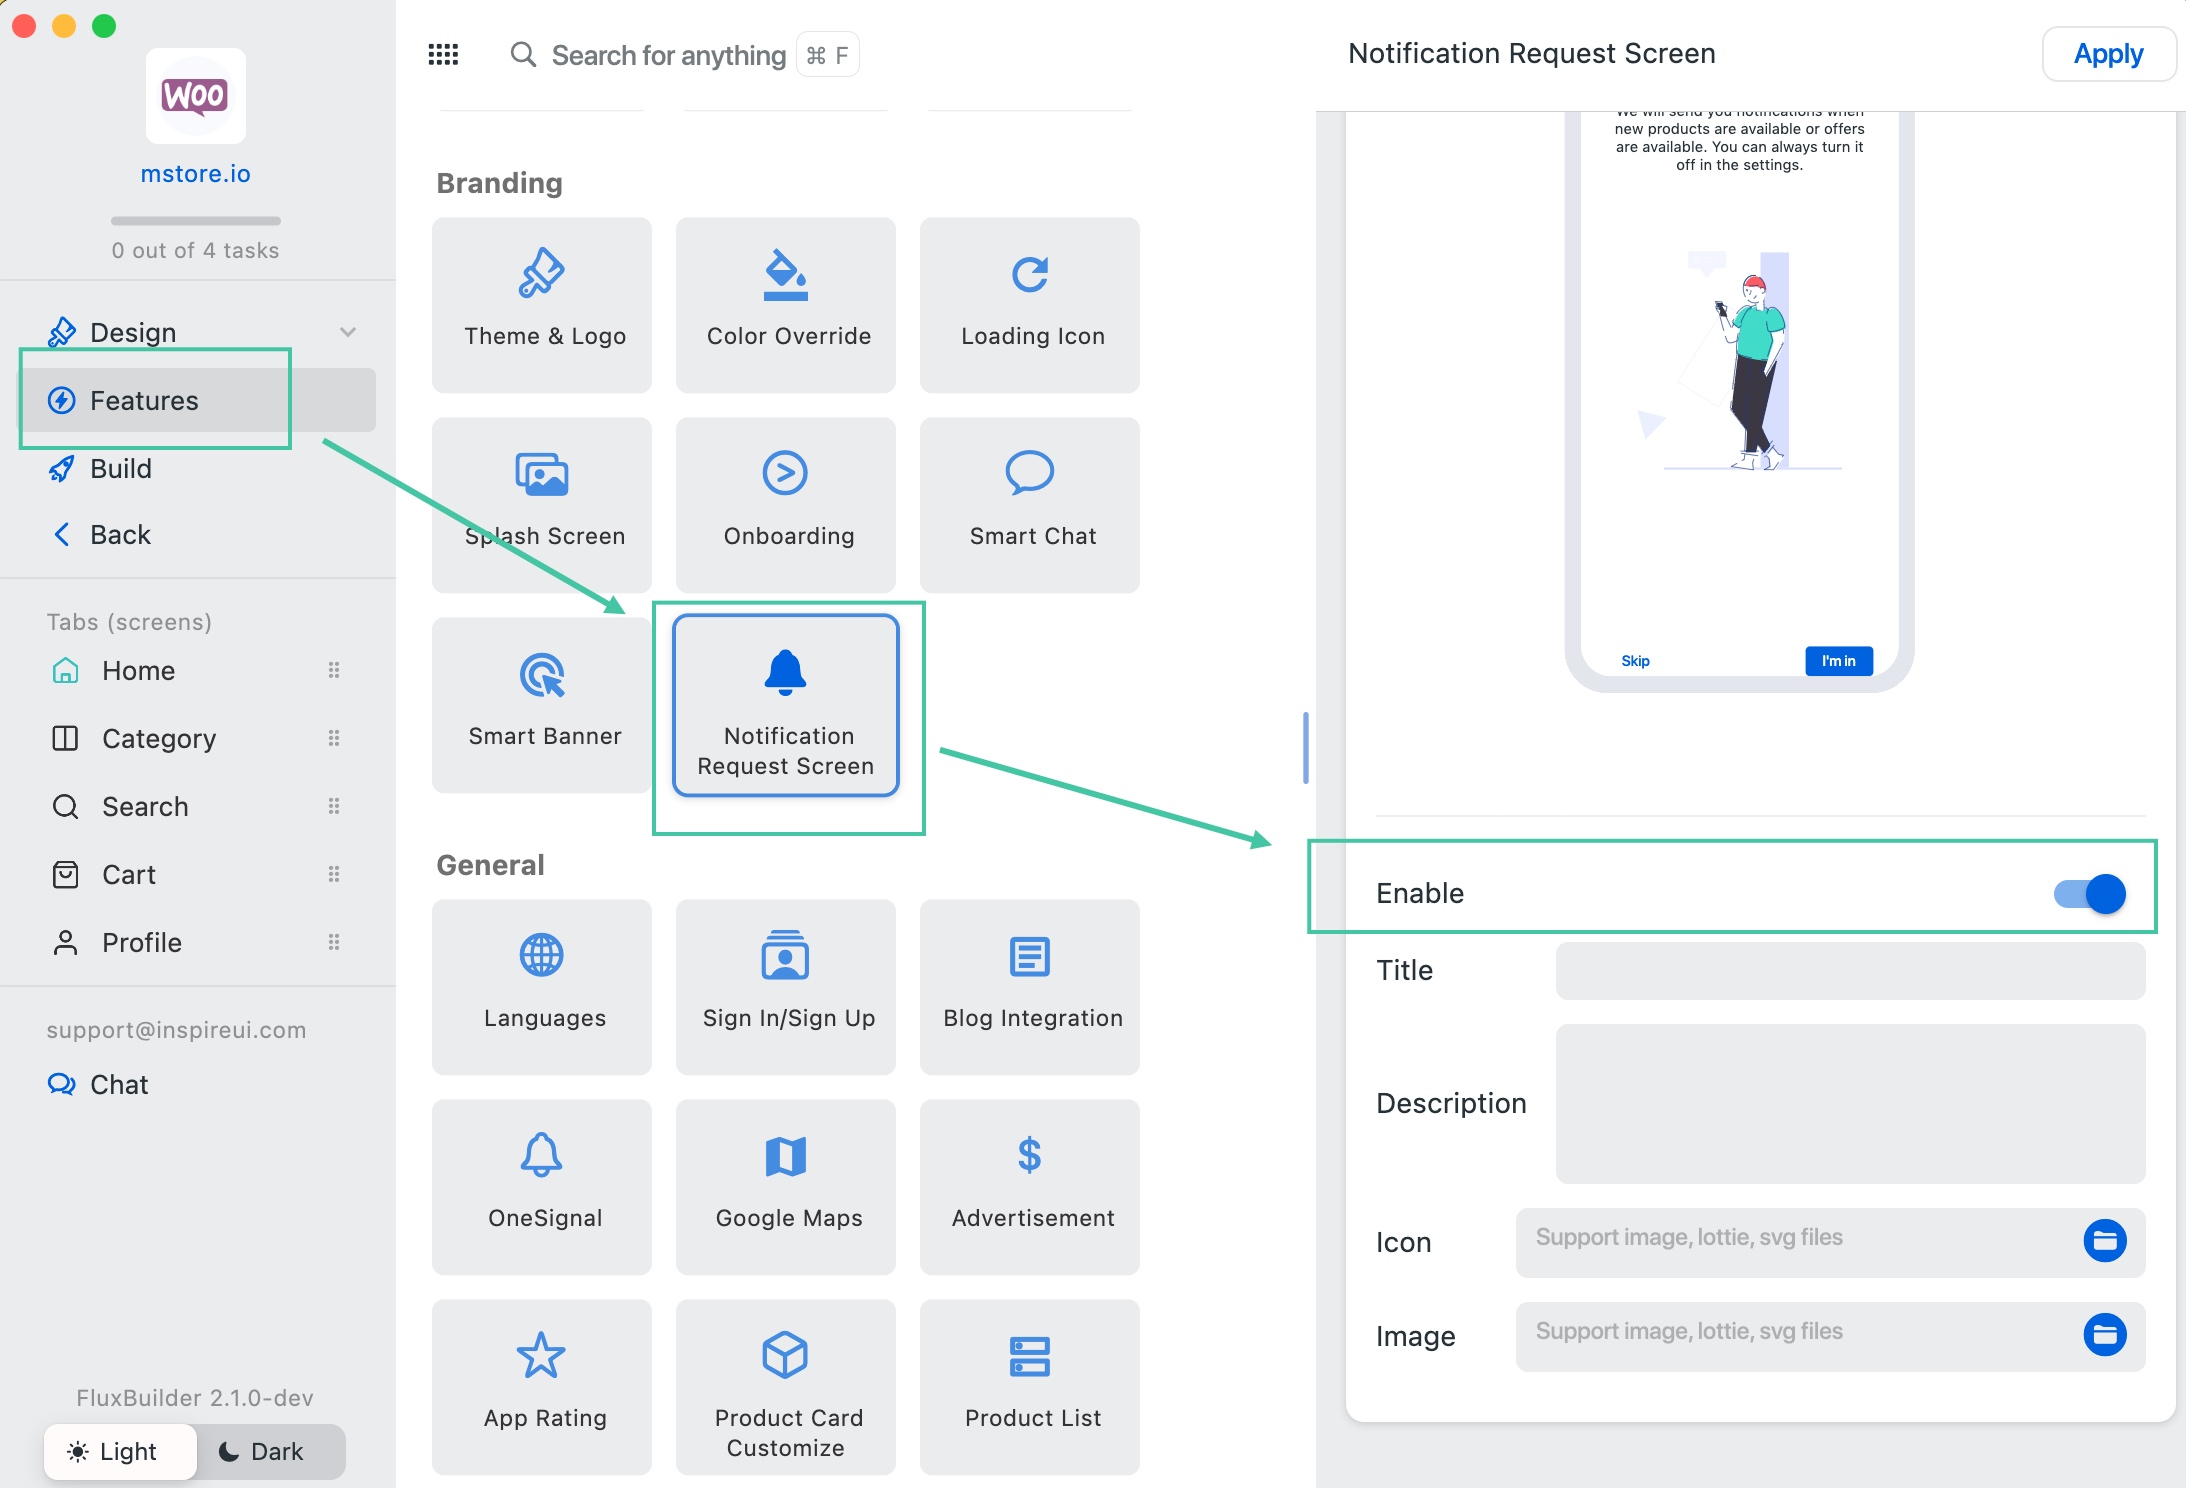 WOO
mstore.io
0 out of 4 tasks
Design
Features
Build
Back
Tabs (screens)
Home
Category
Search
Cart
Profile
support@inspireui.com
Chat
FluxBuilder 2.1.0-dev
Light
Dark
Search for anything
⌘ F
Branding
Theme & Logo
Color Override
Loading Icon
Splash Screen
Onboarding
Smart Chat
Smart Banner
Notification
Request Screen
General
Languages
Sign In/Sign Up
Blog Integration
OneSignal
Google Maps
$
Advertisement
App Rating
Product Card
Customize
Product List
Notification Request Screen
Apply
We will send you notifications when
new products are available or offers
are available. You can always turn it
off in the settings.
Skip
I'm in
Enable
Title
Description
Icon
Support image, lottie, svg files
Image
Support image, lottie, svg files